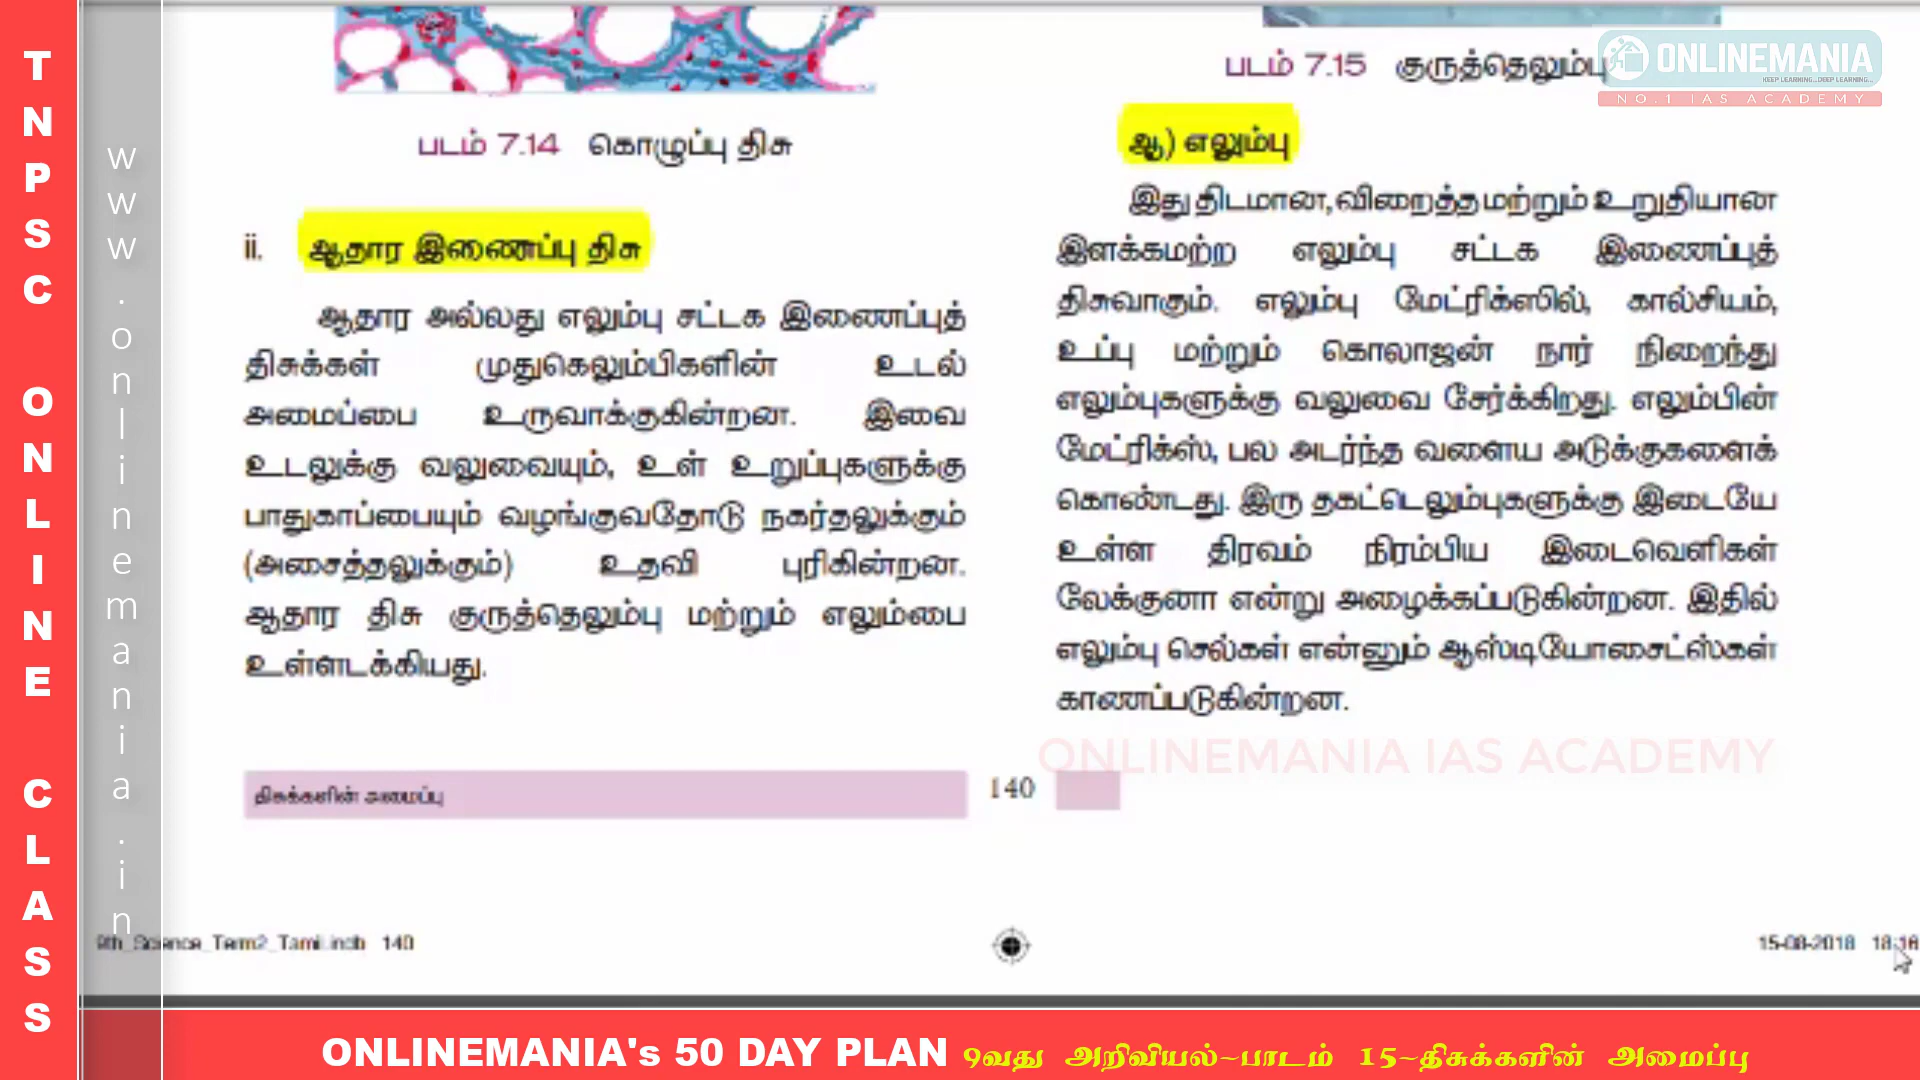 TNPSC ONLINE CLASS
www.onlinemania.in
படம் 7.14 கொழுப்பு திசு
ii. ஆதார இணைப்பு திசு
ஆதார அல்லது எலும்பு சட்டக இணைப்புத்
திசுக்கள் முதுகெலும்பிகளின் உடல்
அமைப்பை உருவாக்குகின்றன. இவை
உடலுக்கு வலுவையும், உள் உறுப்புகளுக்கு
பாதுகாப்பையும் வழங்குவதோடு நகர்தலுக்கும்
(அசைத்தலுக்கும்) உதவி புரிகின்றன.
ஆதார திசு குருத்தெலும்பு மற்றும் எலும்பை
உள்ளடக்கியது.
படம் 7.15 குருத்தெலும்பு
ONLINEMANIA
KEEP LEARNING...DEEP LEARNING...
NO.1 IAS ACADEMY
ஆ) எலும்பு
இது திடமான, விறைத்த மற்றும் உறுதியான
இளக்கமற்ற எலும்பு சட்டக இணைப்புத்
திசுவாகும். எலும்பு மேட்ரிக்ஸில், கால்சியம்,
உப்பு மற்றும் கொலாஜன் நார் நிறைந்து
எலும்புகளுக்கு வலுவை சேர்க்கிறது. எலும்பின்
மேட்ரிக்ஸ், பல அடர்ந்த வளைய அடுக்குகளைக்
கொண்டது. இரு தகட்டெலும்புகளுக்கு இடையே
உள்ள திரவம் நிரம்பிய இடைவெளிகள்
லேக்குனா என்று அழைக்கப்படுகின்றன. இதில்
எலும்பு செல்கள் என்னும் ஆஸ்டியோசைட்ஸ்கள்
காணப்படுகின்றன.
ONLINEMANIA IAS ACADEMY
திசுக்களின் அமைப்பு 140
9th_Science_Term2_Tamil.indb 140 15-08-2018 18:16
ONLINEMANIA's 50 DAY PLAN 9வது அறிவியல்~பாடம் 15~திசுக்களின் அமைப்பு